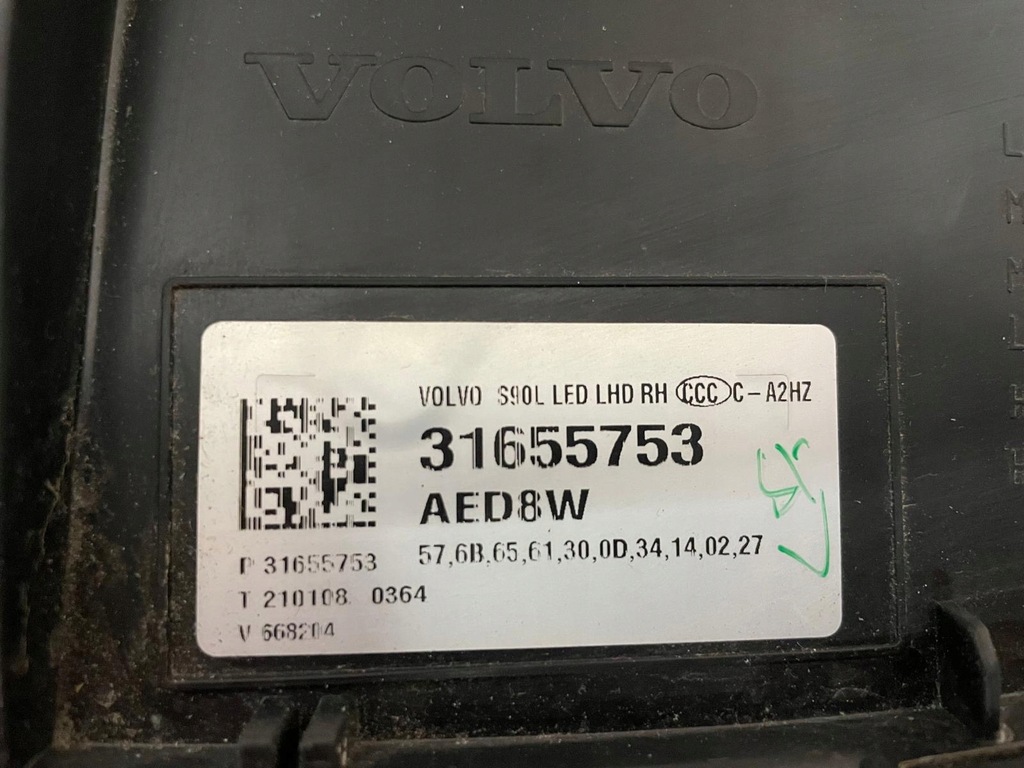 VOLVO
VOLVO S90L LED LHD RH CCC C-A2HZ
31655753
AED8W
57,6B,65,61,30,0D,34,14,02,27
P 31655753
T 210108 0364
V 668204